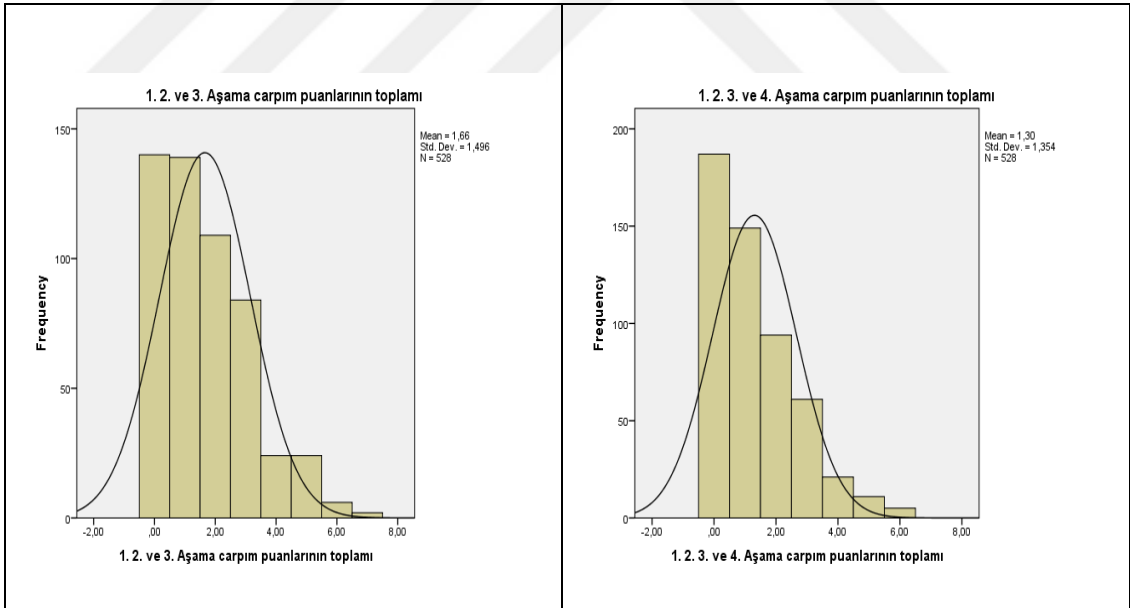 1. 2. ve 3. Aşama carpım puanlarının toplamı
150
100
50
0
Frequency
-2,00 ,00 2,00 4,00 6,00 8,00
1. 2. ve 3. Aşama carpım puanlarının toplamı
Mean = 1,66
Std. Dev. = 1,496
N = 528
1. 2. 3. ve 4. Aşama carpım puanlarının toplamı
200
150
100
50
0
Frequency
-2,00 ,00 2,00 4,00 6,00 8,00
1. 2. 3. ve 4. Aşama carpım puanlarının toplamı
Mean = 1,30
Std. Dev. = 1,354
N = 528